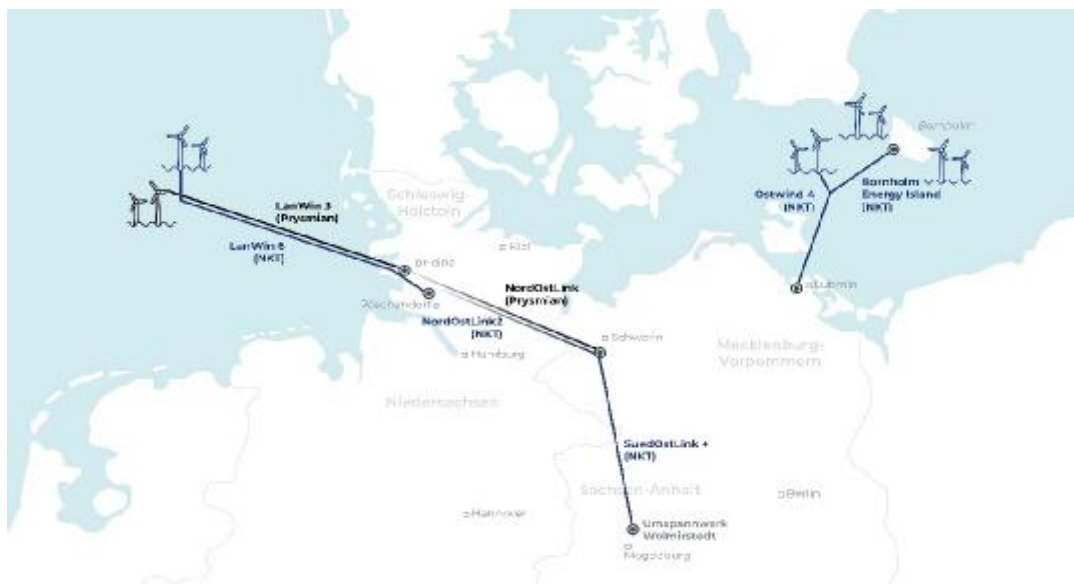 Bornholm
Ostwind 4
(NKT)
Bornholm
Energy Island
(NKT)
Schleswig-
Holstein
LanWin 3
(Prysmian)
LanWin 6
(NKT)
Kiel
Lubmin
NordOstLink
(Prysmian)
NordOstLink2
(NKT)
Schwerin
Hamburg
Mecklenburg-
Vorpommern
Niedersachsen
SuedOstLink +
(NKT)
Sachsen-Anhalt
Berlin
Hannover
Umspannwerk
Wolmirstedt
Magdeburg